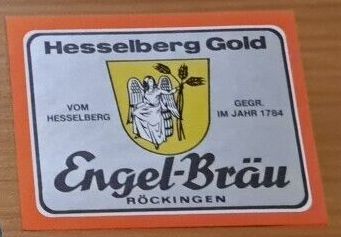 Hesselberg Gold
VOM
HESSELBERG
GEGR.
IM JAHR 1784
Engel-Bräu
RÖCKINGEN